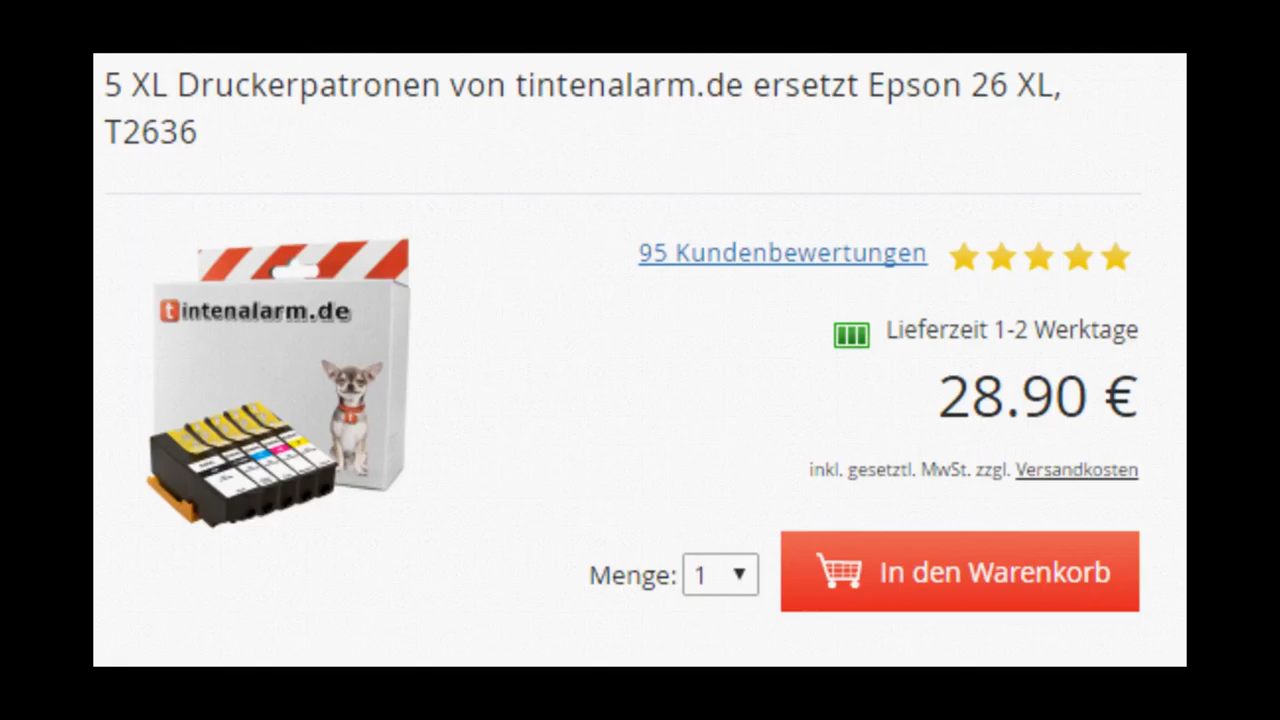 5 XL Druckerpatronen von tintenalarm.de ersetzt Epson 26 XL,
T2636
tintenalarm.de
95 Kundenbewertungen
Lieferzeit 1-2 Werktage
28.90 €
inkl. gesetztl. MwSt. zzgl. Versandkosten
Menge: 1
In den Warenkorb